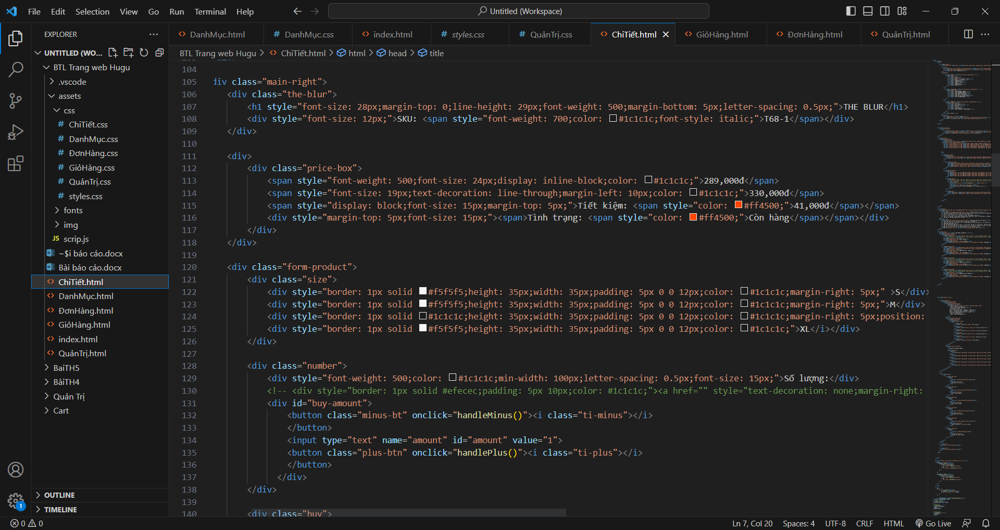 File Edit Selection View Go Run Terminal Help
Untitled (Workspace)
EXPLORER
UNTITLED (WO...
BTL Trang web Hugu
.vscode
assets
css
# ChiTiết.css
# DanhMục.css
# ĐơnHàng.css
# GiỏHàng.css
# QuảnTrị.css
# styles.css
fonts
img
JS scrip.js
~$i báo cáo.docx
Bài báo cáo.docx
<> ChiTiết.html
<> DanhMục.html
<> ĐơnHàng.html
<> GiỏHàng.html
<> index.html
<> QuảnTrị.html
BaiTH5
BàiTH4
Quản Trị
Cart
OUTLINE
TIMELINE
<> DanhMục.html # DanhMục.css <> index.html # styles.css # QuảnTrị.css <> ChiTiết.html <> GiỏHàng.html <> ĐơnHàng.html <> QuảnTrị.html
BTL Trang web Hugu > <> ChiTiết.html > html > head > title
104
105 div class="main-right">
106 <div class="the-blur">
107 <h1 style="font-size: 28px;margin-top: 0;line-height: 29px;font-weight: 500;margin-bottom: 5px;letter-spacing: 0.5px;">THE BLUR</h1>
108 <div style="font-size: 12px;">SKU: <span style="font-weight: 700;color: #1c1c1c;font-style: italic;">T68-1</span></div>
109 </div>
110
111 <div>
112 <div class="price-box">
113 <span style="font-weight: 500;font-size: 24px;display: inline-block;color: #1c1c1c;">289,000đ</span>
114 <span style="font-size: 19px;text-decoration: line-through;margin-left: 10px;color: #1c1c1c;">330,000đ</span>
115 <span style="display: block;font-size: 15px;margin-top: 5px;">Tiết kiệm: <span style="color: #ff4500;">41,000đ</span></span>
116 <div style="margin-top: 5px;font-size: 15px;"><span>Tình trạng: <span style="color: #ff4500;">Còn hàng</span></span></div>
117 </div>
118 </div>
119
120 <div class="form-product">
121 <div class="size">
122 <div style="border: 1px solid #f5f5f5;height: 35px;width: 35px;padding: 5px 0 0 12px;color: #1c1c1c;margin-right: 5px;" >S</div>
123 <div style="border: 1px solid #f5f5f5;height: 35px;width: 35px;padding: 5px 0 0 12px;color: #1c1c1c;margin-right: 5px;">M</div>
124 <div style="border: 1px solid #1c1c1c;height: 35px;width: 35px;padding: 5px 0 0 12px;color: #1c1c1c;margin-right: 5px;position:
125 <div style="border: 1px solid #f5f5f5;height: 35px;width: 35px;padding: 5px 0 0 12px;color: #1c1c1c;">XL</i></div>
126 </div>
127
128 <div class="number">
129 <div style="font-weight: 500;color: #1c1c1c;min-width: 100px;letter-spacing: 0.5px;font-size: 15px;">Số lượng:</div>
130 <!-- <div style="border: 1px solid #efecec;padding: 5px 10px;color: #1c1c1c;"><a href="" style="text-decoration: none;margin-right:
131 <div id="buy-amount">
132 <button class="minus-bt" onclick="handleMinus()"><i class="ti-minus"></i>
133 </button>
134 <input type="text" name="amount" id="amount" value="1">
135 <button class="plus-btn" onclick="handlePlus()"><i class="ti-plus"></i>
136 </button>
137 </div>
138 </div>
139
140 <div class="buy">
1
0 0
Ln 7, Col 20 Spaces: 4 UTF-8 CRLF HTML Go Live